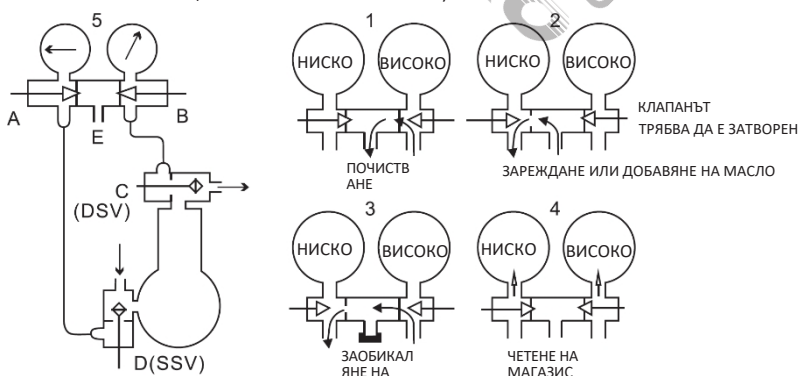 5
A
E
B
C
(DSV)
D(SSV)
1
НИСКО
ВИСОКО
ПОЧИСТВ
АНЕ
2
НИСКО
ВИСОКО
КЛАПАНЪТ
ТРЯБВА ДА Е ЗАТВОРЕН
ЗАРЕЖДАНЕ ИЛИ ДОБАВЯНЕ НА МАСЛО
3
НИСКО
ВИСОКО
ЗАОБИКАЛ
ЯНЕ НА
4
НИСКО
ВИСОКО
ЧЕТЕНЕ НА
МАГАЗИС